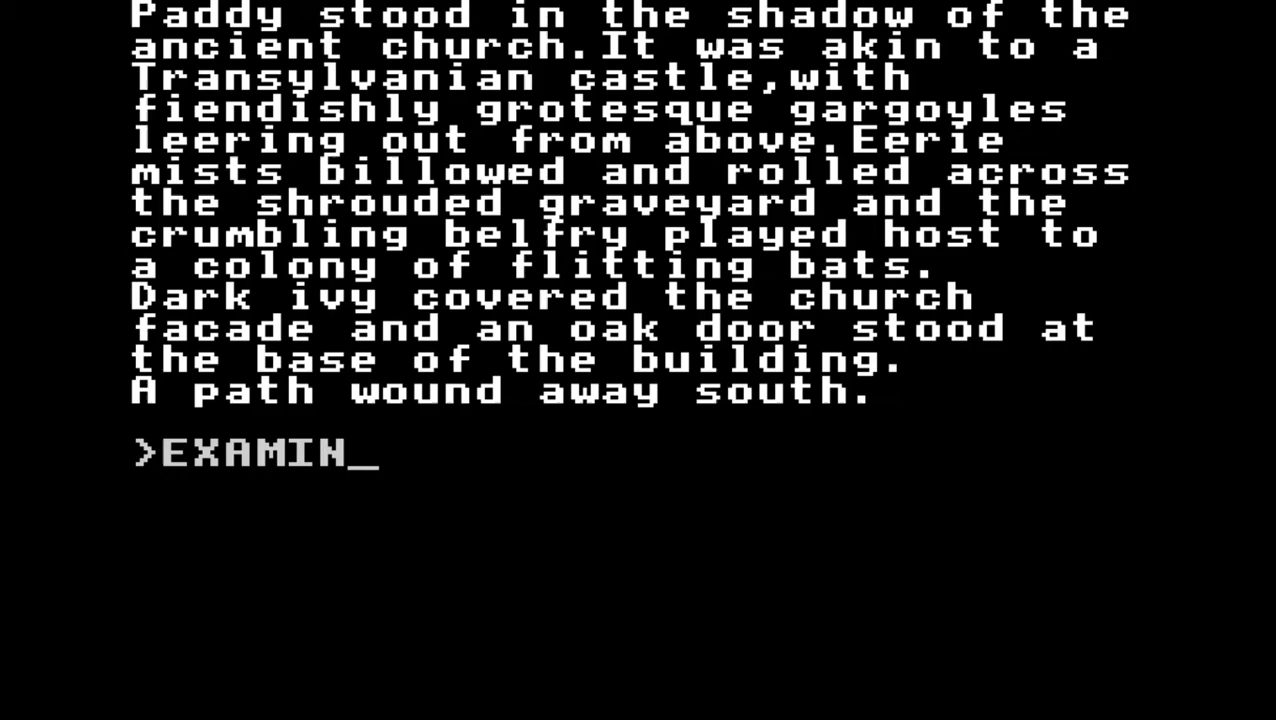 Paddy stood in the shadow of the
ancient church.It was akin to a
Transylvanian castle,with
fiendishly grotesque gargoyles
leering out from above.Eerie
mists billowed and rolled across
the shrouded graveyard and the
crumbling belfry played host to
a colony of flitting bats.
Dark ivy covered the church
facade and an oak door stood at
the base of the building.
A path wound away south.
>EXAMIN_